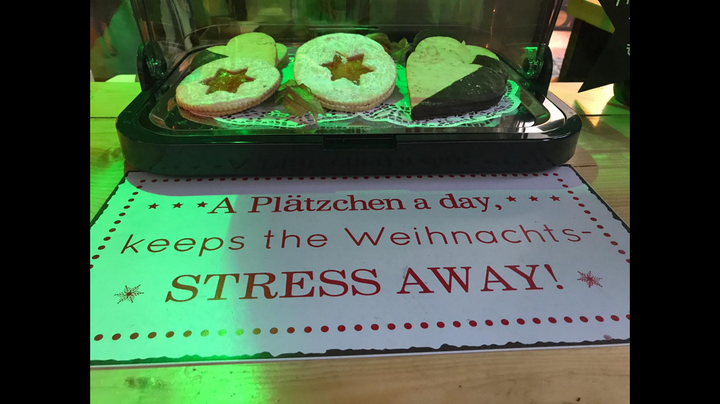 A Plätzchen a day,
keeps the Weihnachts-
STRESS AWAY!